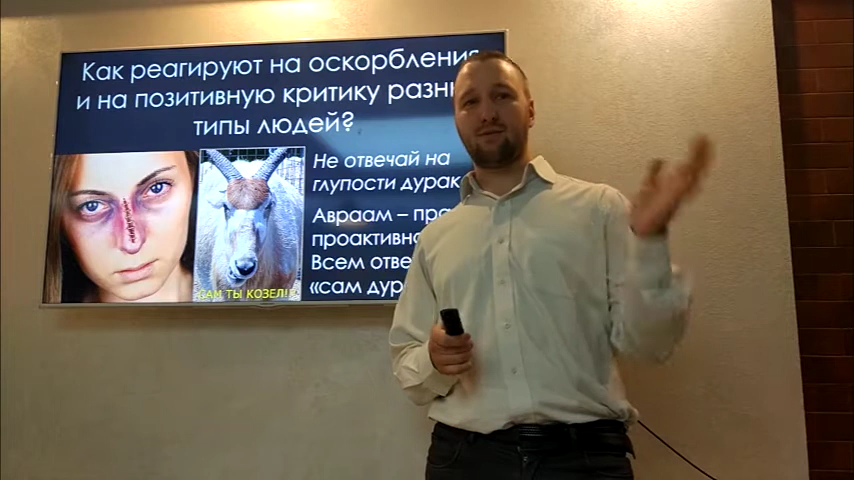 Как реагируют на оскорбления
и на позитивную критику разн
типы людей?
Не отвечай на
глупости дурак
Авраам –
проактивн
Всем отве
«сам дура
САМ ТЫ КОЗЕЛ!!